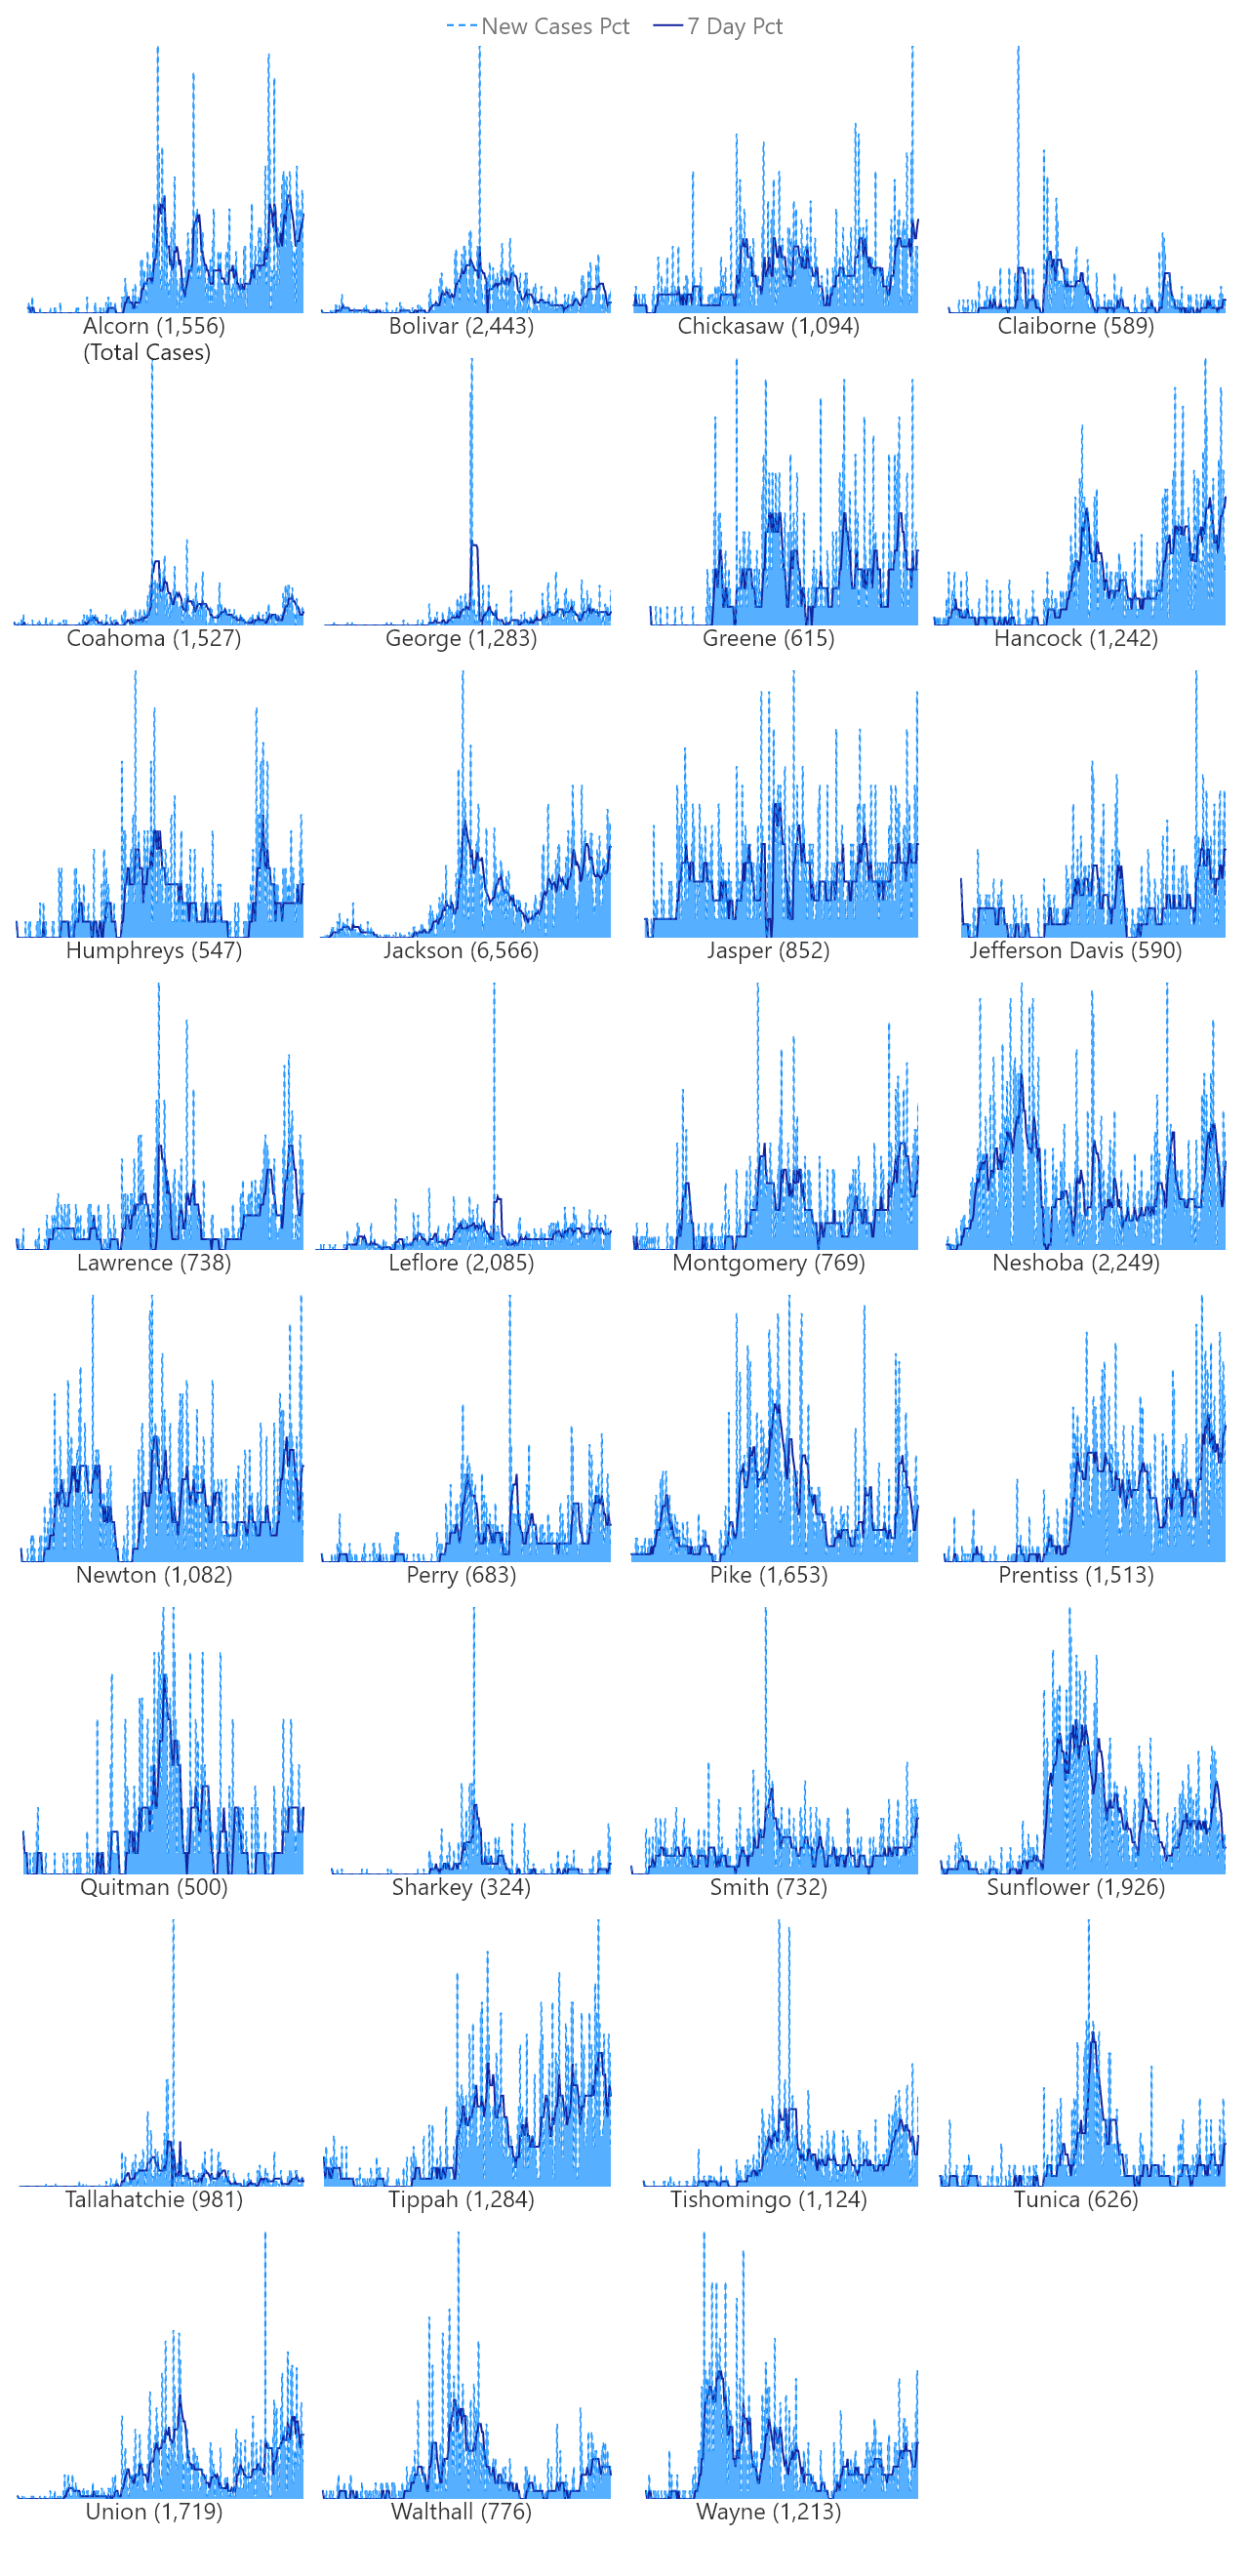 New Cases Pct 7 Day Pct
Alcorn (1,556) Bolivar (2,443) Chickasaw (1,094) Claiborne (589)
(Total Cases)
Coahoma (1,527) George (1,283) Greene (615) Hancock (1,242)
Humphreys (547) Jackson (6,566) Jasper (852) Jefferson Davis (590)
Lawrence (738) Leflore (2,085) Montgomery (769) Neshoba (2,249)
Newton (1,082) Perry (683) Pike (1,653) Prentiss (1,513)
Quitman (500) Sharkey (324) Smith (732) Sunflower (1,926)
Tallahatchie (981) Tippah (1,284) Tishomingo (1,124) Tunica (626)
Union (1,719) Walthall (776) Wayne (1,213)